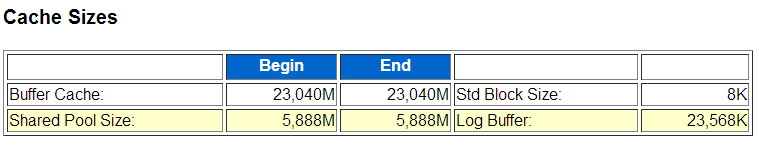 Cache Sizes
Begin End
Buffer Cache: 23,040M 23,040M Std Block Size: 8K
Shared Pool Size: 5,888M 5,888M Log Buffer: 23,568K